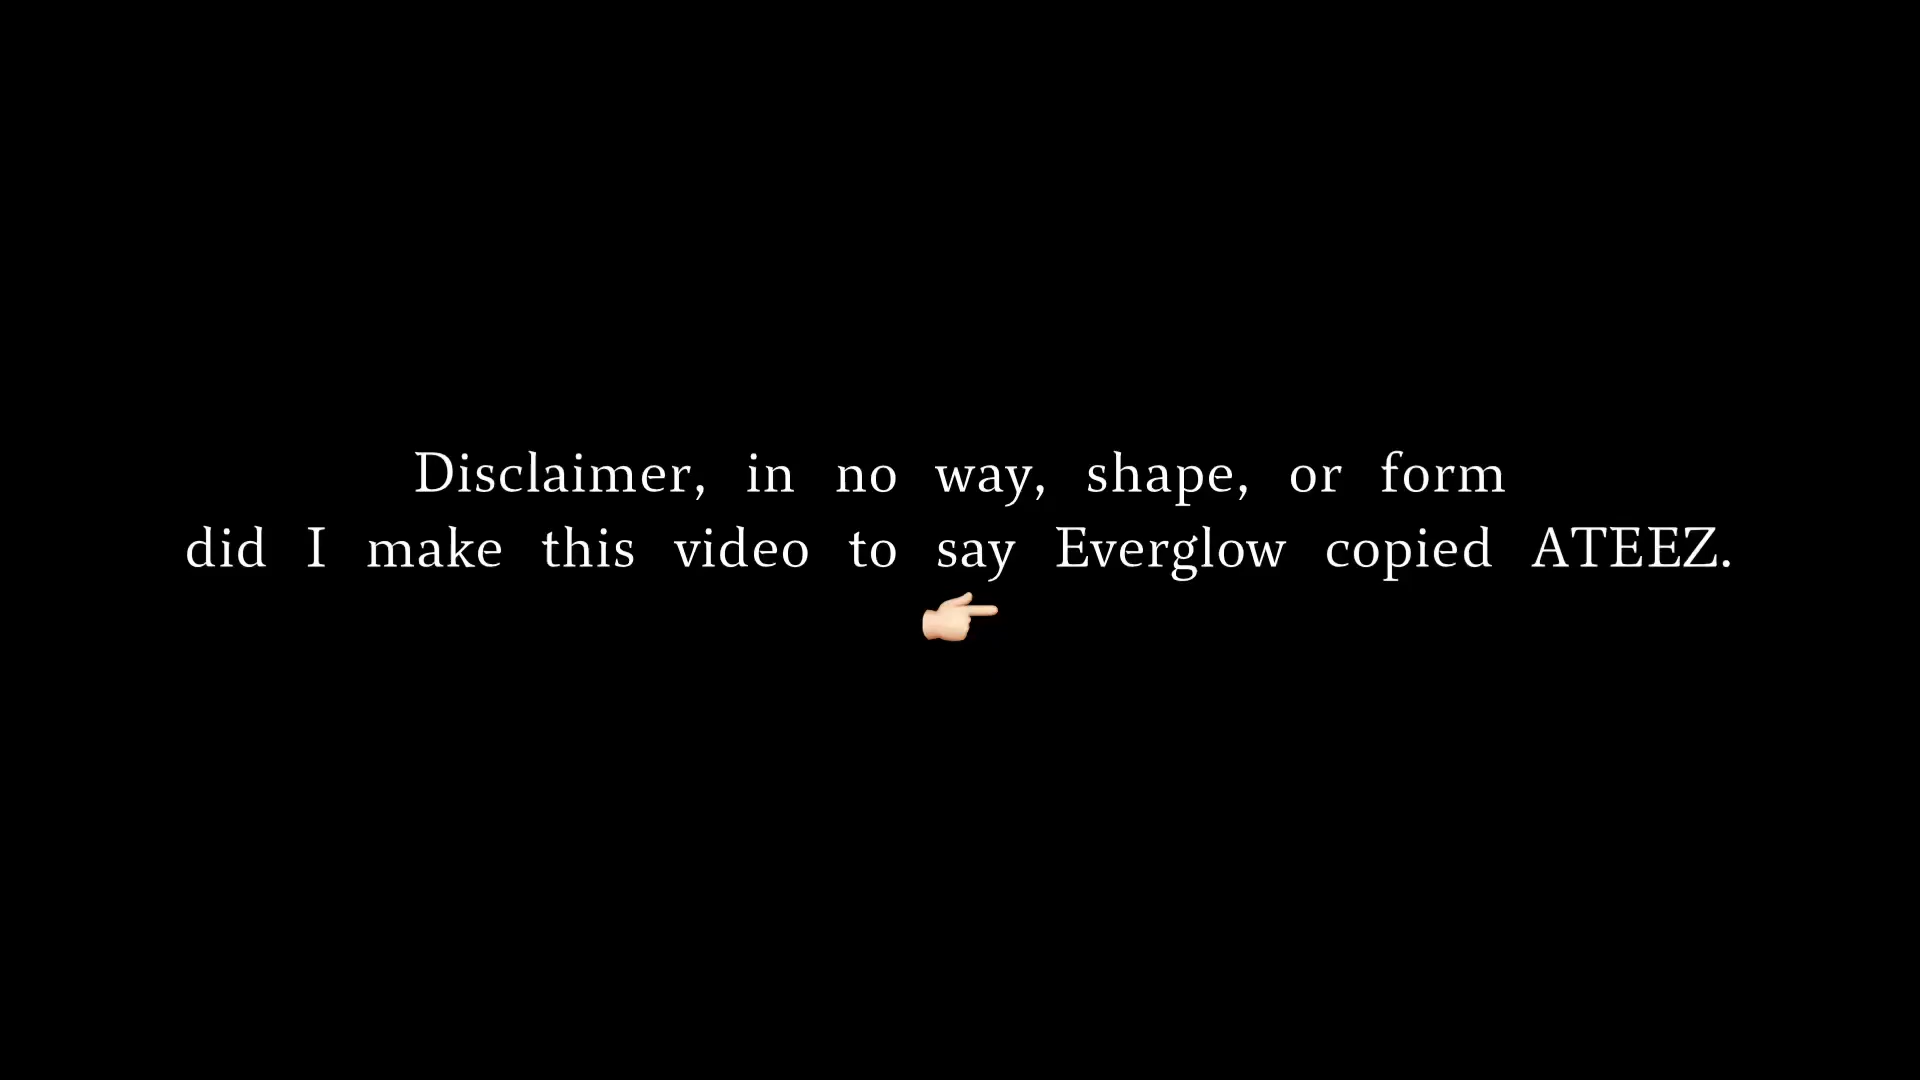 Disclaimer, in no way, shape, or form
did I make this video to say Everglow copied ATEEZ.
👉🏻